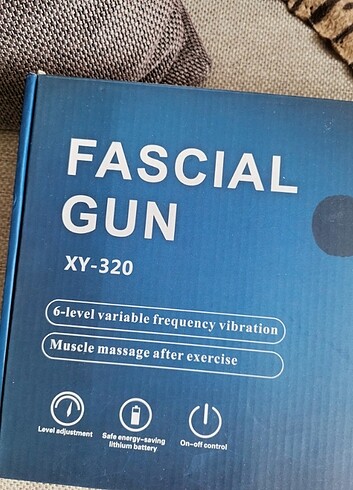 FASCIAL
GUN
XY-320
6-level variable frequency vibration
Muscle massage after exercise
Level adjustment
Safe energy-saving
lithium battery
On-off control